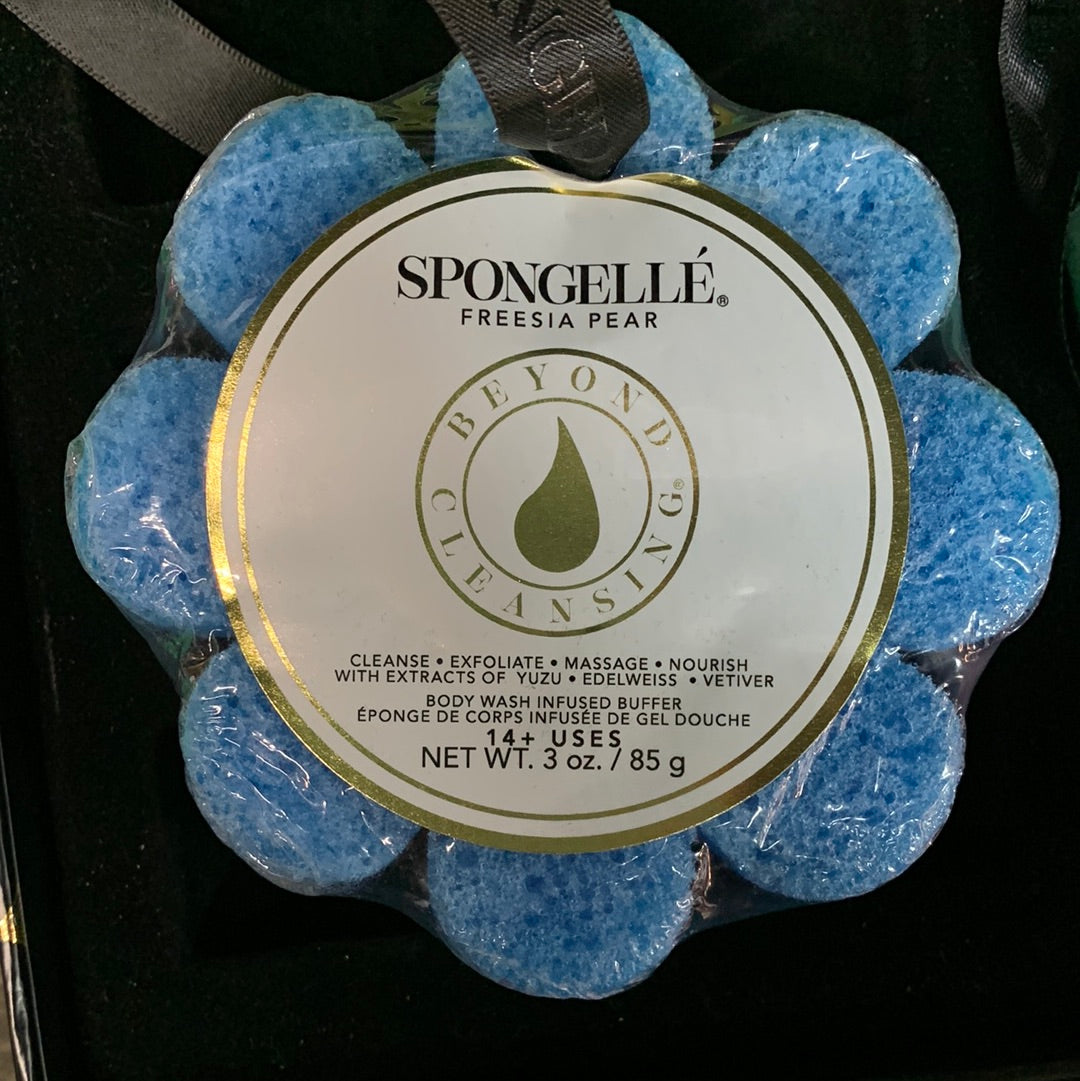 SPONGELLÉ®
FREESIA PEAR
BEYOND
CLEANSING®
CLEANSE • EXFOLIATE • MASSAGE • NOURISH
WITH EXTRACTS OF YUZU • EDELWEISS • VETIVER
BODY WASH INFUSED BUFFER
ÉPONGE DE CORPS INFUSÉE DE GEL DOUCHE
14+ USES
NET WT. 3 oz. / 85 g